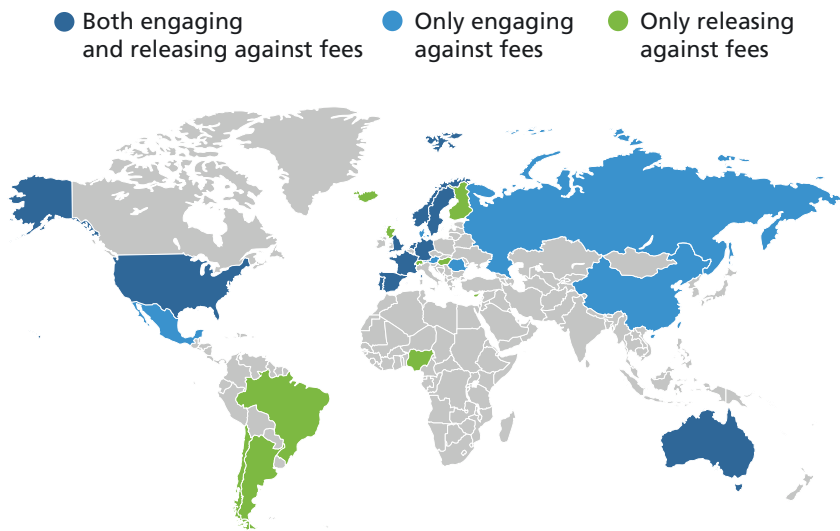 Both engaging
and releasing against fees
Only engaging
against fees
Only releasing
against fees